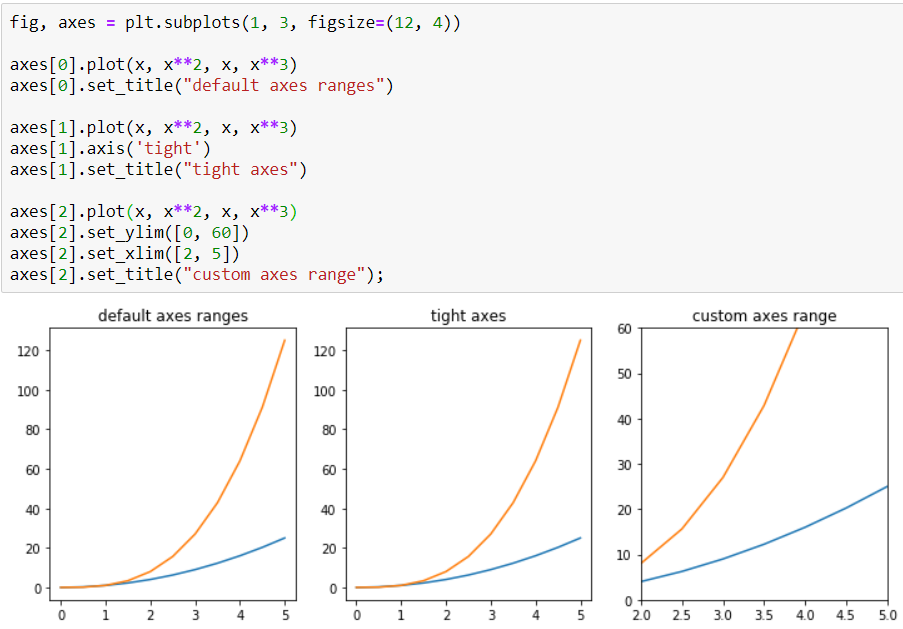 fig, axes = plt.subplots(1, 3, figsize=(12, 4))
axes[0].plot(x, x**2, x, x**3)
axes[0].set_title("default axes ranges")
axes[1].plot(x, x**2, x, x**3)
axes[1].axis('tight')
axes[1].set_title("tight axes")
axes[2].plot(x, x**2, x, x**3)
axes[2].set_ylim([0, 60])
axes[2].set_xlim([2, 5])
axes[2].set_title("custom axes range");
default axes ranges
120
100
80
60
40
20
0
0 1 2 3 4 5
tight axes
120
100
80
60
40
20
0
0 1 2 3 4 5
custom axes range
60
50
40
30
20
10
0
2.0 2.5 3.0 3.5 4.0 4.5 5.0